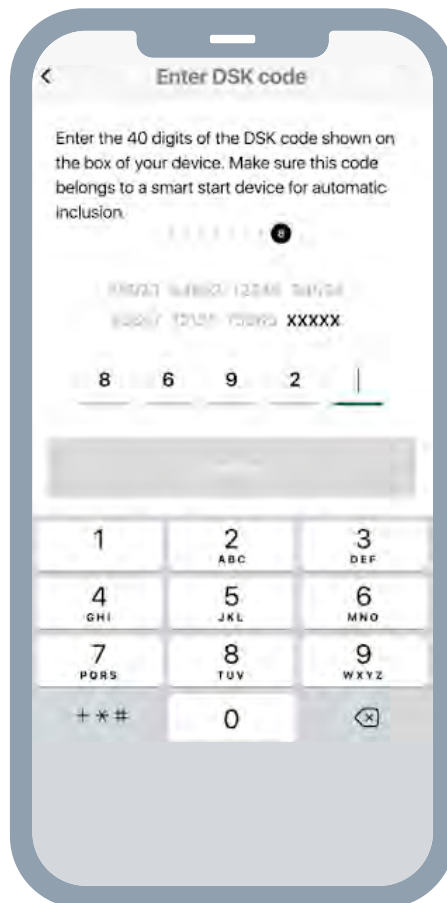 Enter DSK code
Enter the 40 digits of the DSK code shown on
the box of your device. Make sure this code
belongs to a smart start device for automatic
inclusion.
8
XXXXX
8 6 9 2
1 2 3
ABC DEF
4 5 6
GHI JKL MNO
7 8 9
PQRS TUV WXYZ
+*# 0